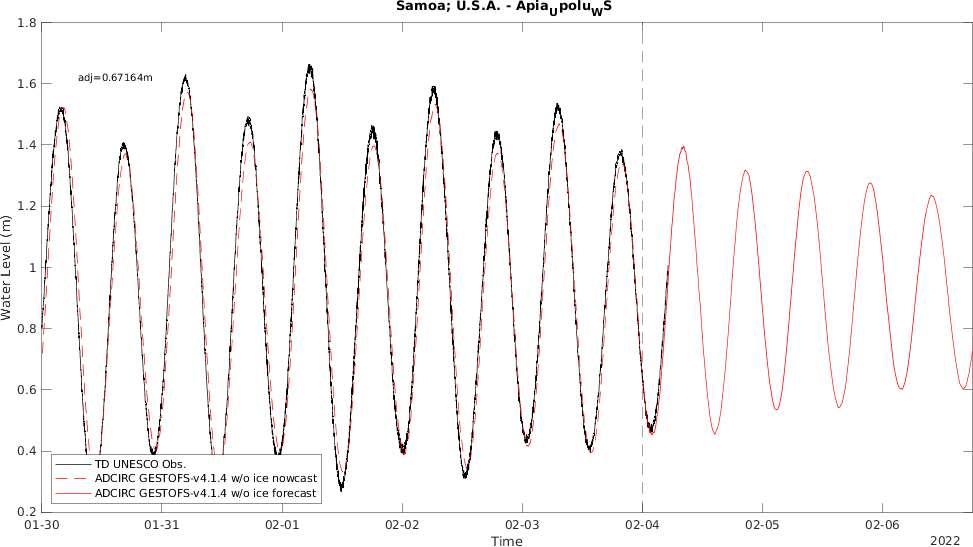 Samoa; U.S.A. - Apia_Upolu_WS
1.8
1.6
1.4
1.2
1
0.8
0.6
0.4
0.2
Water Level (m)
adj=0.67164m
TD UNESCO Obs.
ADCIRC GESTOFS-v4.1.4 w/o ice nowcast
ADCIRC GESTOFS-v4.1.4 w/o ice forecast
01-30 01-31 02-01 02-02 02-03 02-04 02-05 02-06
Time
2022